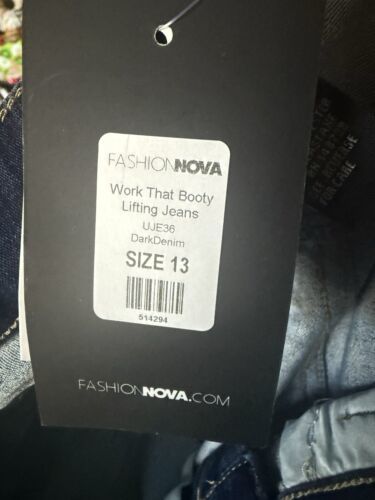 FASHIONNOVA
Work That Booty
Lifting Jeans
UJE36
DarkDenim
SIZE 13
514294
FASHIONNOVA.COM